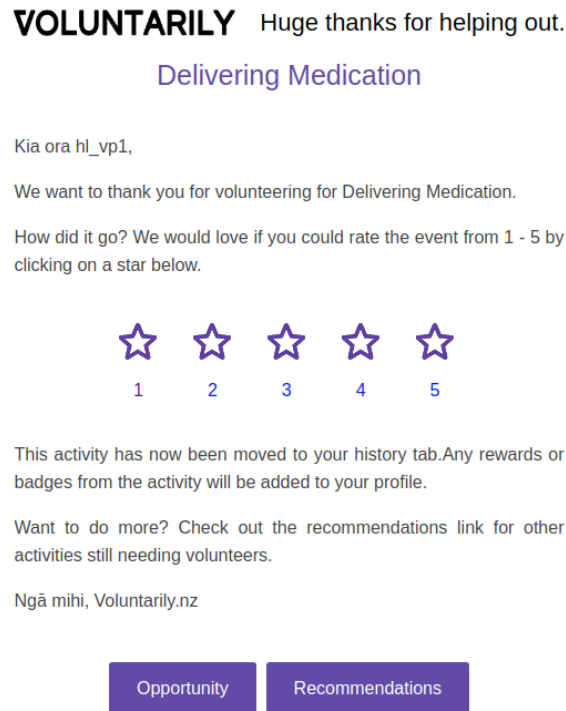 VOLUNTARILY Huge thanks for helping out.
Delivering Medication
Kia ora hl_vp1,
We want to thank you for volunteering for Delivering Medication.
How did it go? We would love if you could rate the event from 1 - 5 by
clicking on a star below.
1 2 3 4 5
This activity has now been moved to your history tab.Any rewards or
badges from the activity will be added to your profile.
Want to do more? Check out the recommendations link for other
activities still needing volunteers.
Ngā mihi, Voluntarily.nz
Opportunity Recommendations